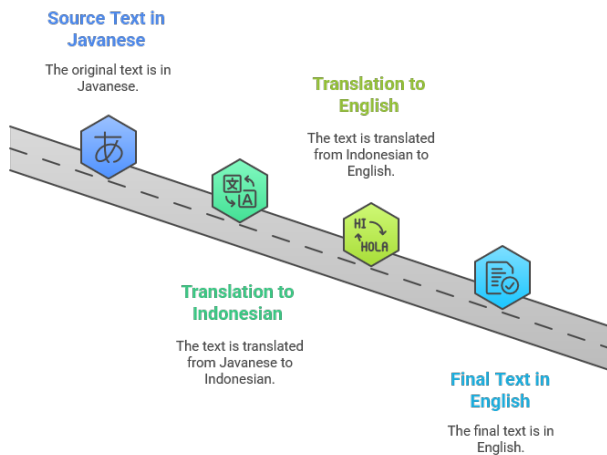 Source Text in
Javanese
The original text is in
Javanese.
あ
Translation to
English
The text is translated
from Indonesian to
English.
文
A
HI
HOLA
Translation to
Indonesian
The text is translated
from Javanese to
Indonesian.
Final Text in
English
The final text is in
English.